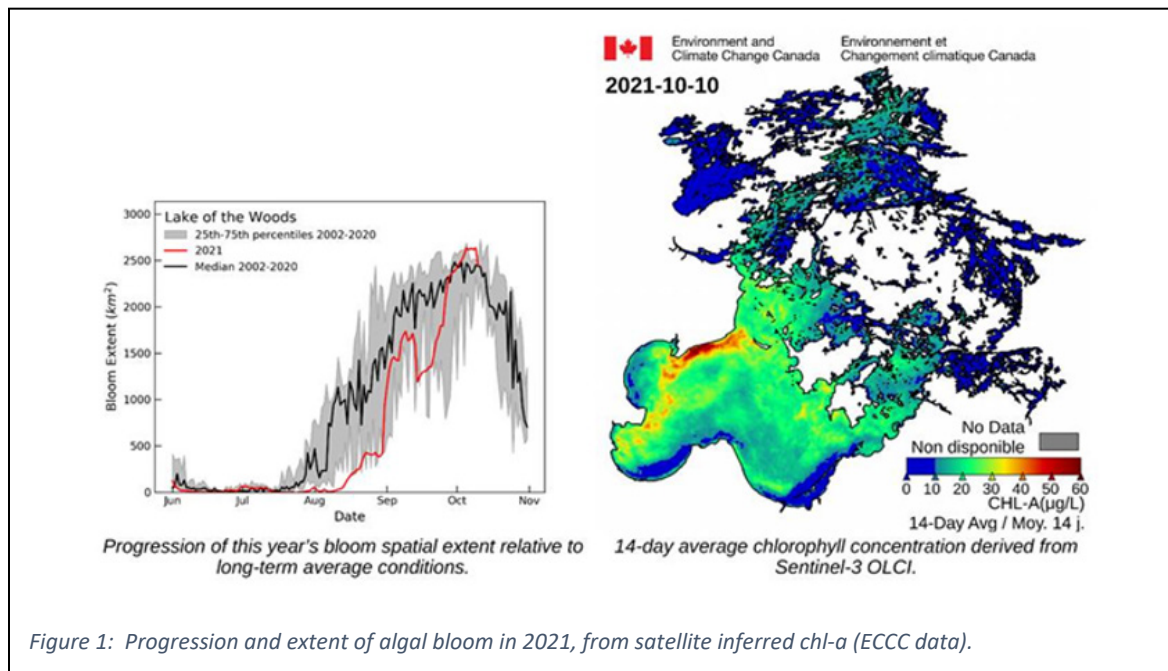 Environment and
Climate Change Canada
Environnement et
Changement climatique Canada
2021-10-10
3000
2500
2000
1500
1000
500
0
Bloom Extent (km²)
Lake of the Woods
25th-75th percentiles 2002-2020
2021
Median 2002-2020
Jun Jul Aug Sep Oct Nov
Date
No Data
Non disponible
0 10 20 30 40 50 60
CHL-A(µg/L)
14-Day Avg / Moy. 14 j.
Progression of this year's bloom spatial extent relative to
long-term average conditions.
14-day average chlorophyll concentration derived from
Sentinel-3 OLCI.
Figure 1: Progression and extent of algal bloom in 2021, from satellite inferred chl-a (ECCC data).